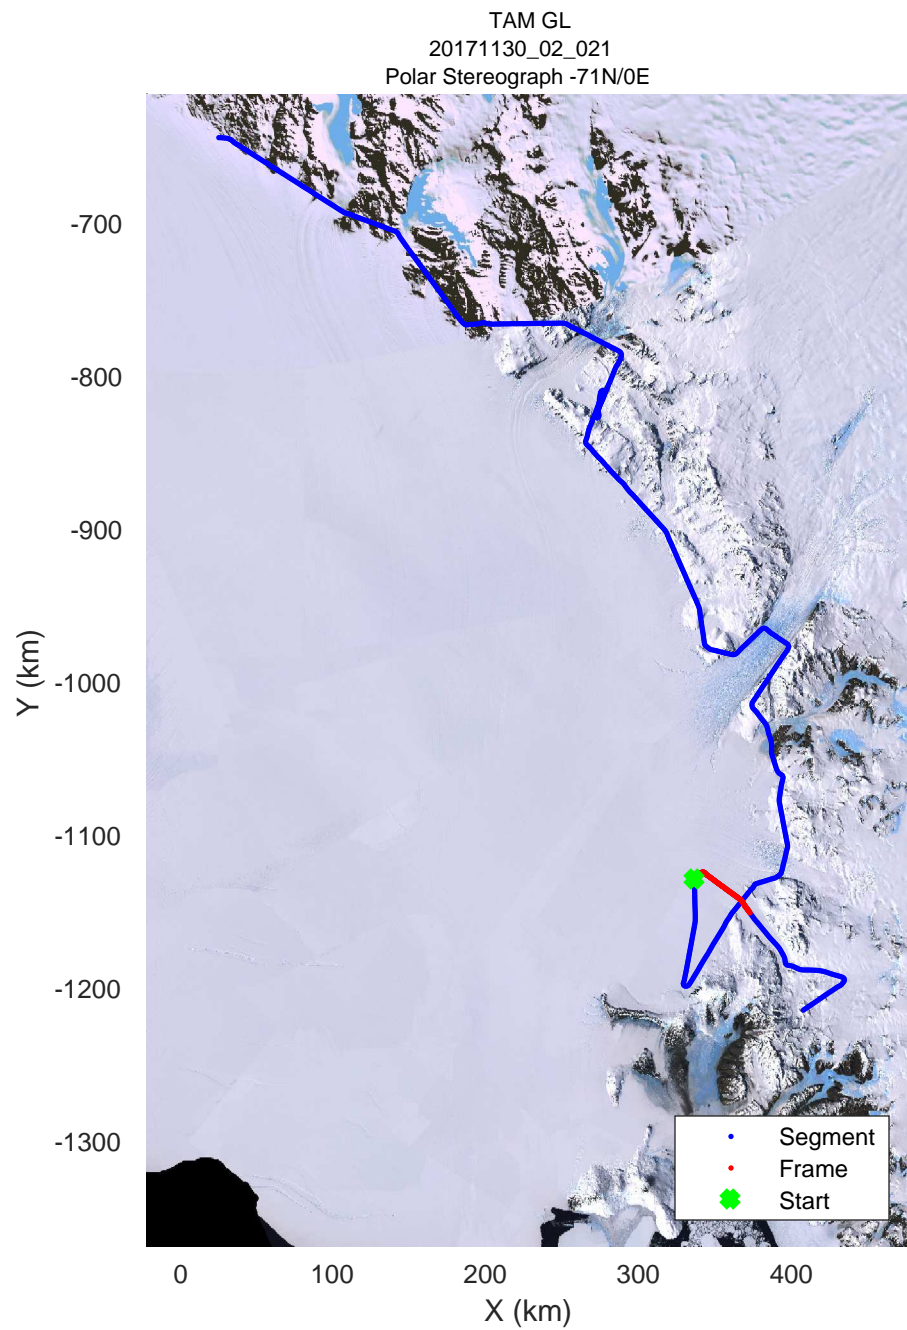 TAM GL
20171130_02_021
Polar Stereograph -71N/0E
-700
-800
-900
-1000
-1100
-1200
-1300
Y (km)
0 100 200 300 400
X (km)
Segment
Frame
Start